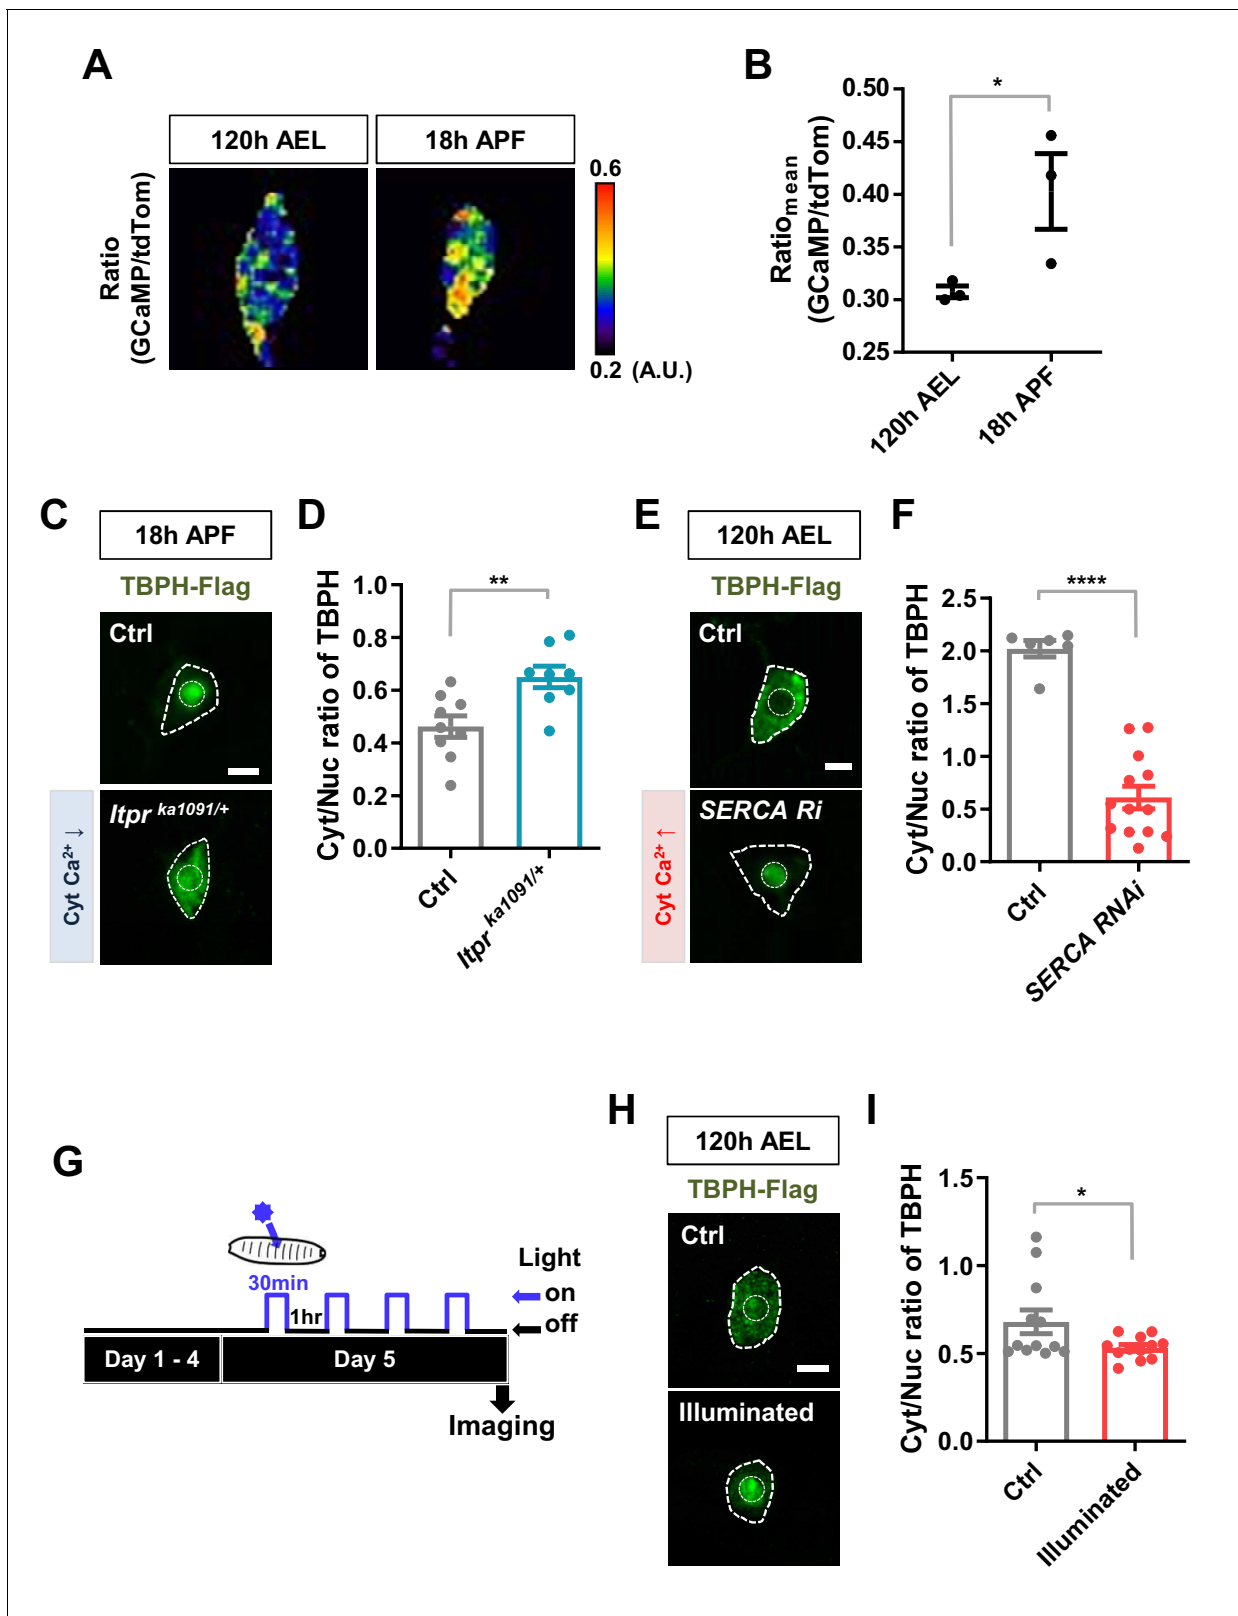 A
120h AEL
18h APF
Ratio
(GCaMP/tdTom)
0.6
0.2 (A.U.)
B
Ratiomean
(GCaMP/tdTom)
0.50
0.45
0.40
0.35
0.30
0.25
*
120h AEL
18h APF
C
18h APF
TBPH-Flag
Ctrl
Itpr ka1091/+
Cyt Ca2+ ↓
D
Cyt/Nuc ratio of TBPH
1.0
0.8
0.6
0.4
0.2
0.0
**
Ctrl
Itpr ka1091/+
E
120h AEL
TBPH-Flag
Ctrl
SERCA Ri
Cyt Ca2+ ↑
F
Cyt/Nuc ratio of TBPH
2.5
2.0
1.5
1.0
0.5
0.0
****
Ctrl
SERCA RNAi
G
30min
1hr
Light
on
off
Day 1 - 4
Day 5
Imaging
H
120h AEL
TBPH-Flag
Ctrl
Illuminated
I
Cyt/Nuc ratio of TBPH
1.5
1.0
0.5
0.0
*
Ctrl
Illuminated